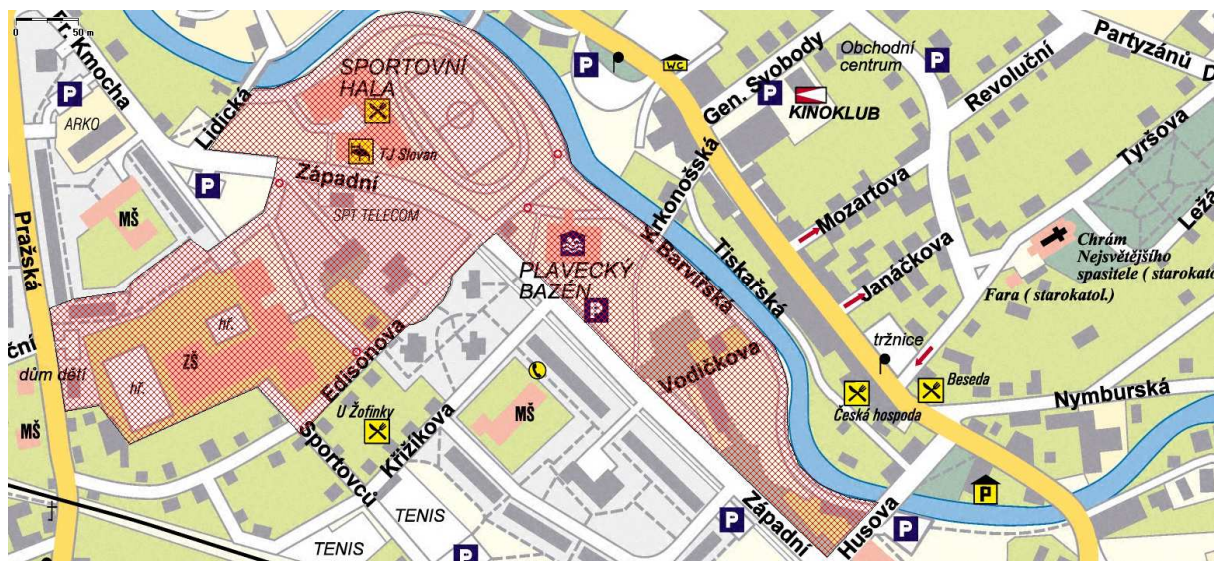 0 50 m
Fr. Kmocha
P
ARKO
Lidická
P
Pražská
MŠ
SPORTOVNÍ
HALA
TJ Slovan
Západní
SPT TELECOM
PLAVECKÝ
BAZÉN
P
hř.
ZŠ
hř.
Edisonova
dům dětí
MŠ
U Žofinky
Sportovců
Křižíkova
MŠ
TENIS
TENIS
P
P
WC
Gen. Svobody
P
KINOKLUB
Obchodní
centrum
P
Revoluční
Partyzánů
Tyršova
Krkonošská
Mozartova
Tiskařská
Barvířská
Janáčkova
Chrám
Nejsvětějšího
spasitele ( starokato
Fara ( starokatol.)
tržnice
Vodičkova
Česká hospoda
Beseda
Nymburská
P
Západní
P
Husova
P